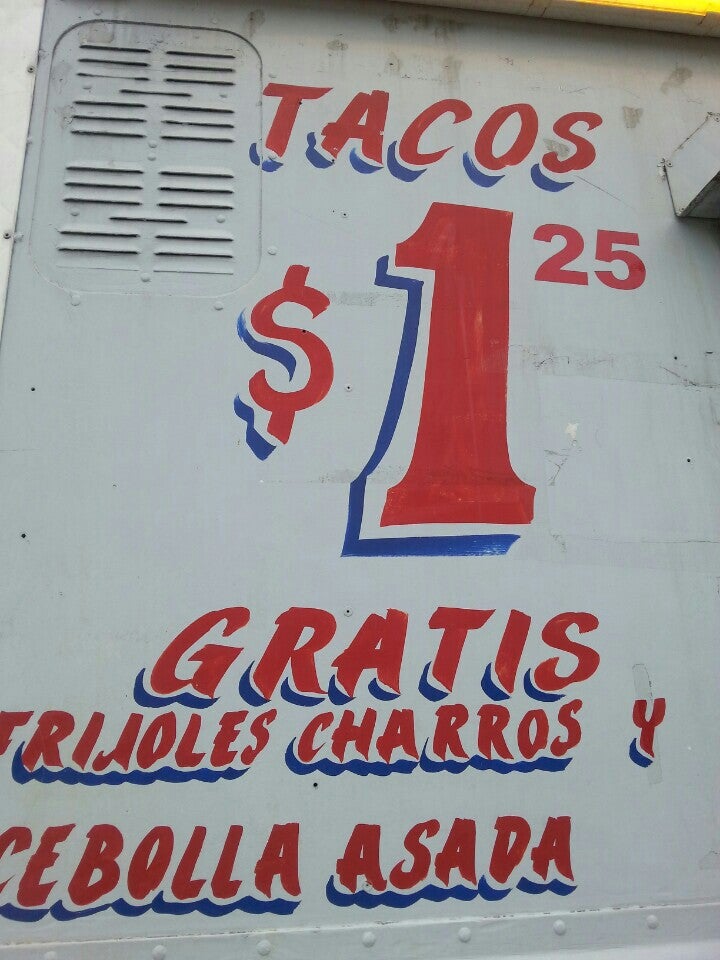 TACOS
$1 25
GRATIS
FRIJOLES CHARROS Y
CEBOLLA ASADA